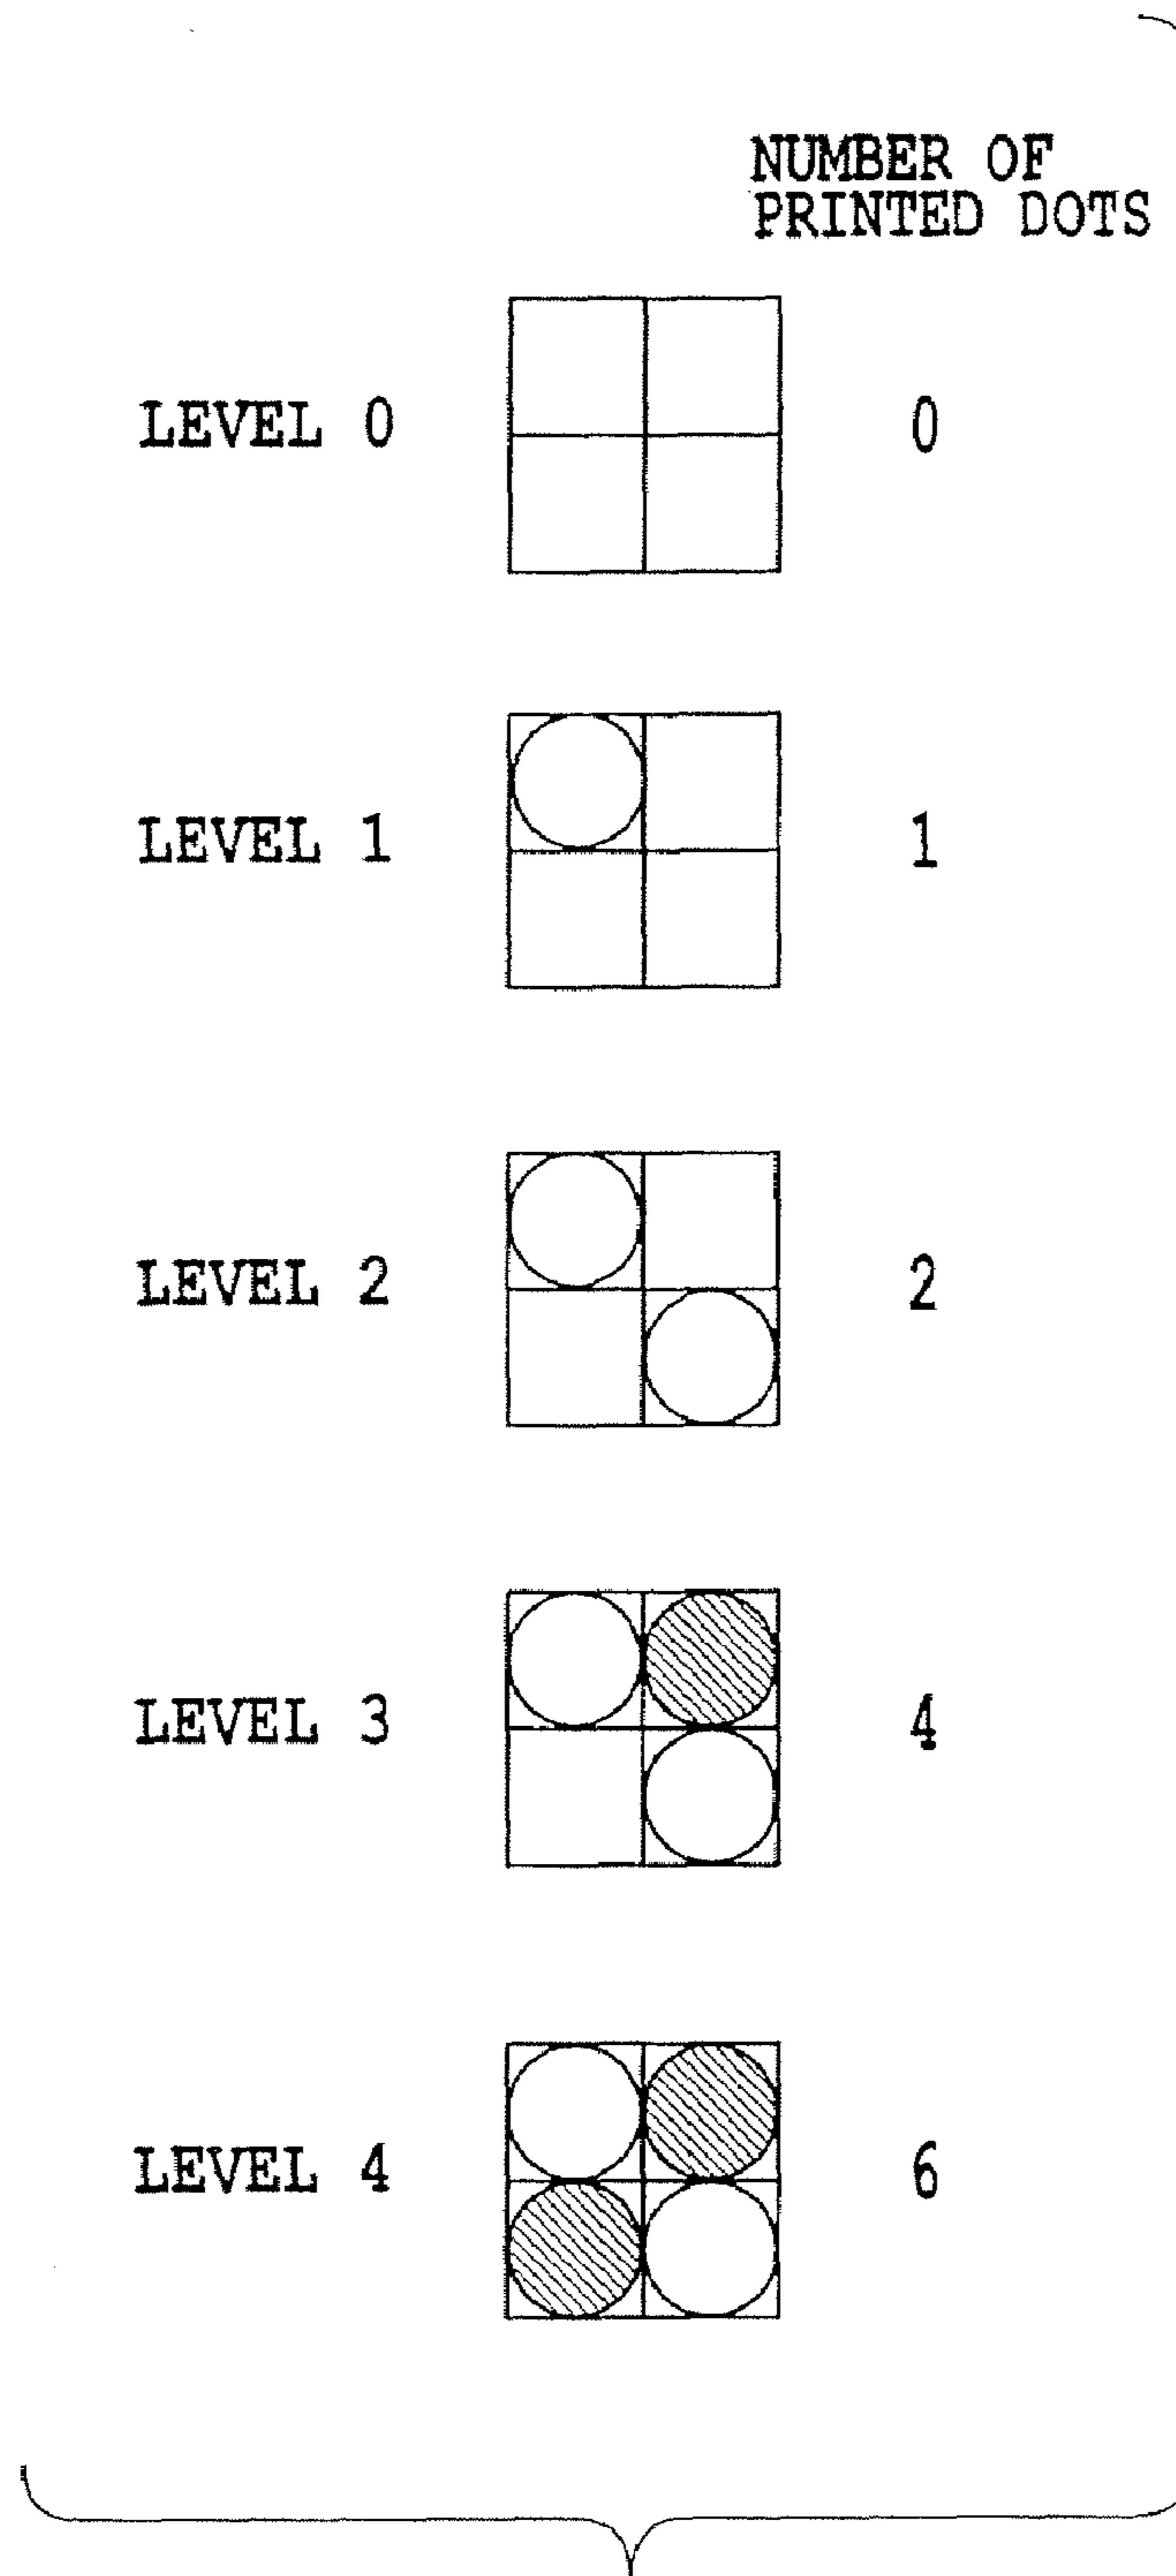 NUMBER OF
PRINTED DOTS
LEVEL 0 0
LEVEL 1 1
LEVEL 2 2
LEVEL 3 4
LEVEL 4 6